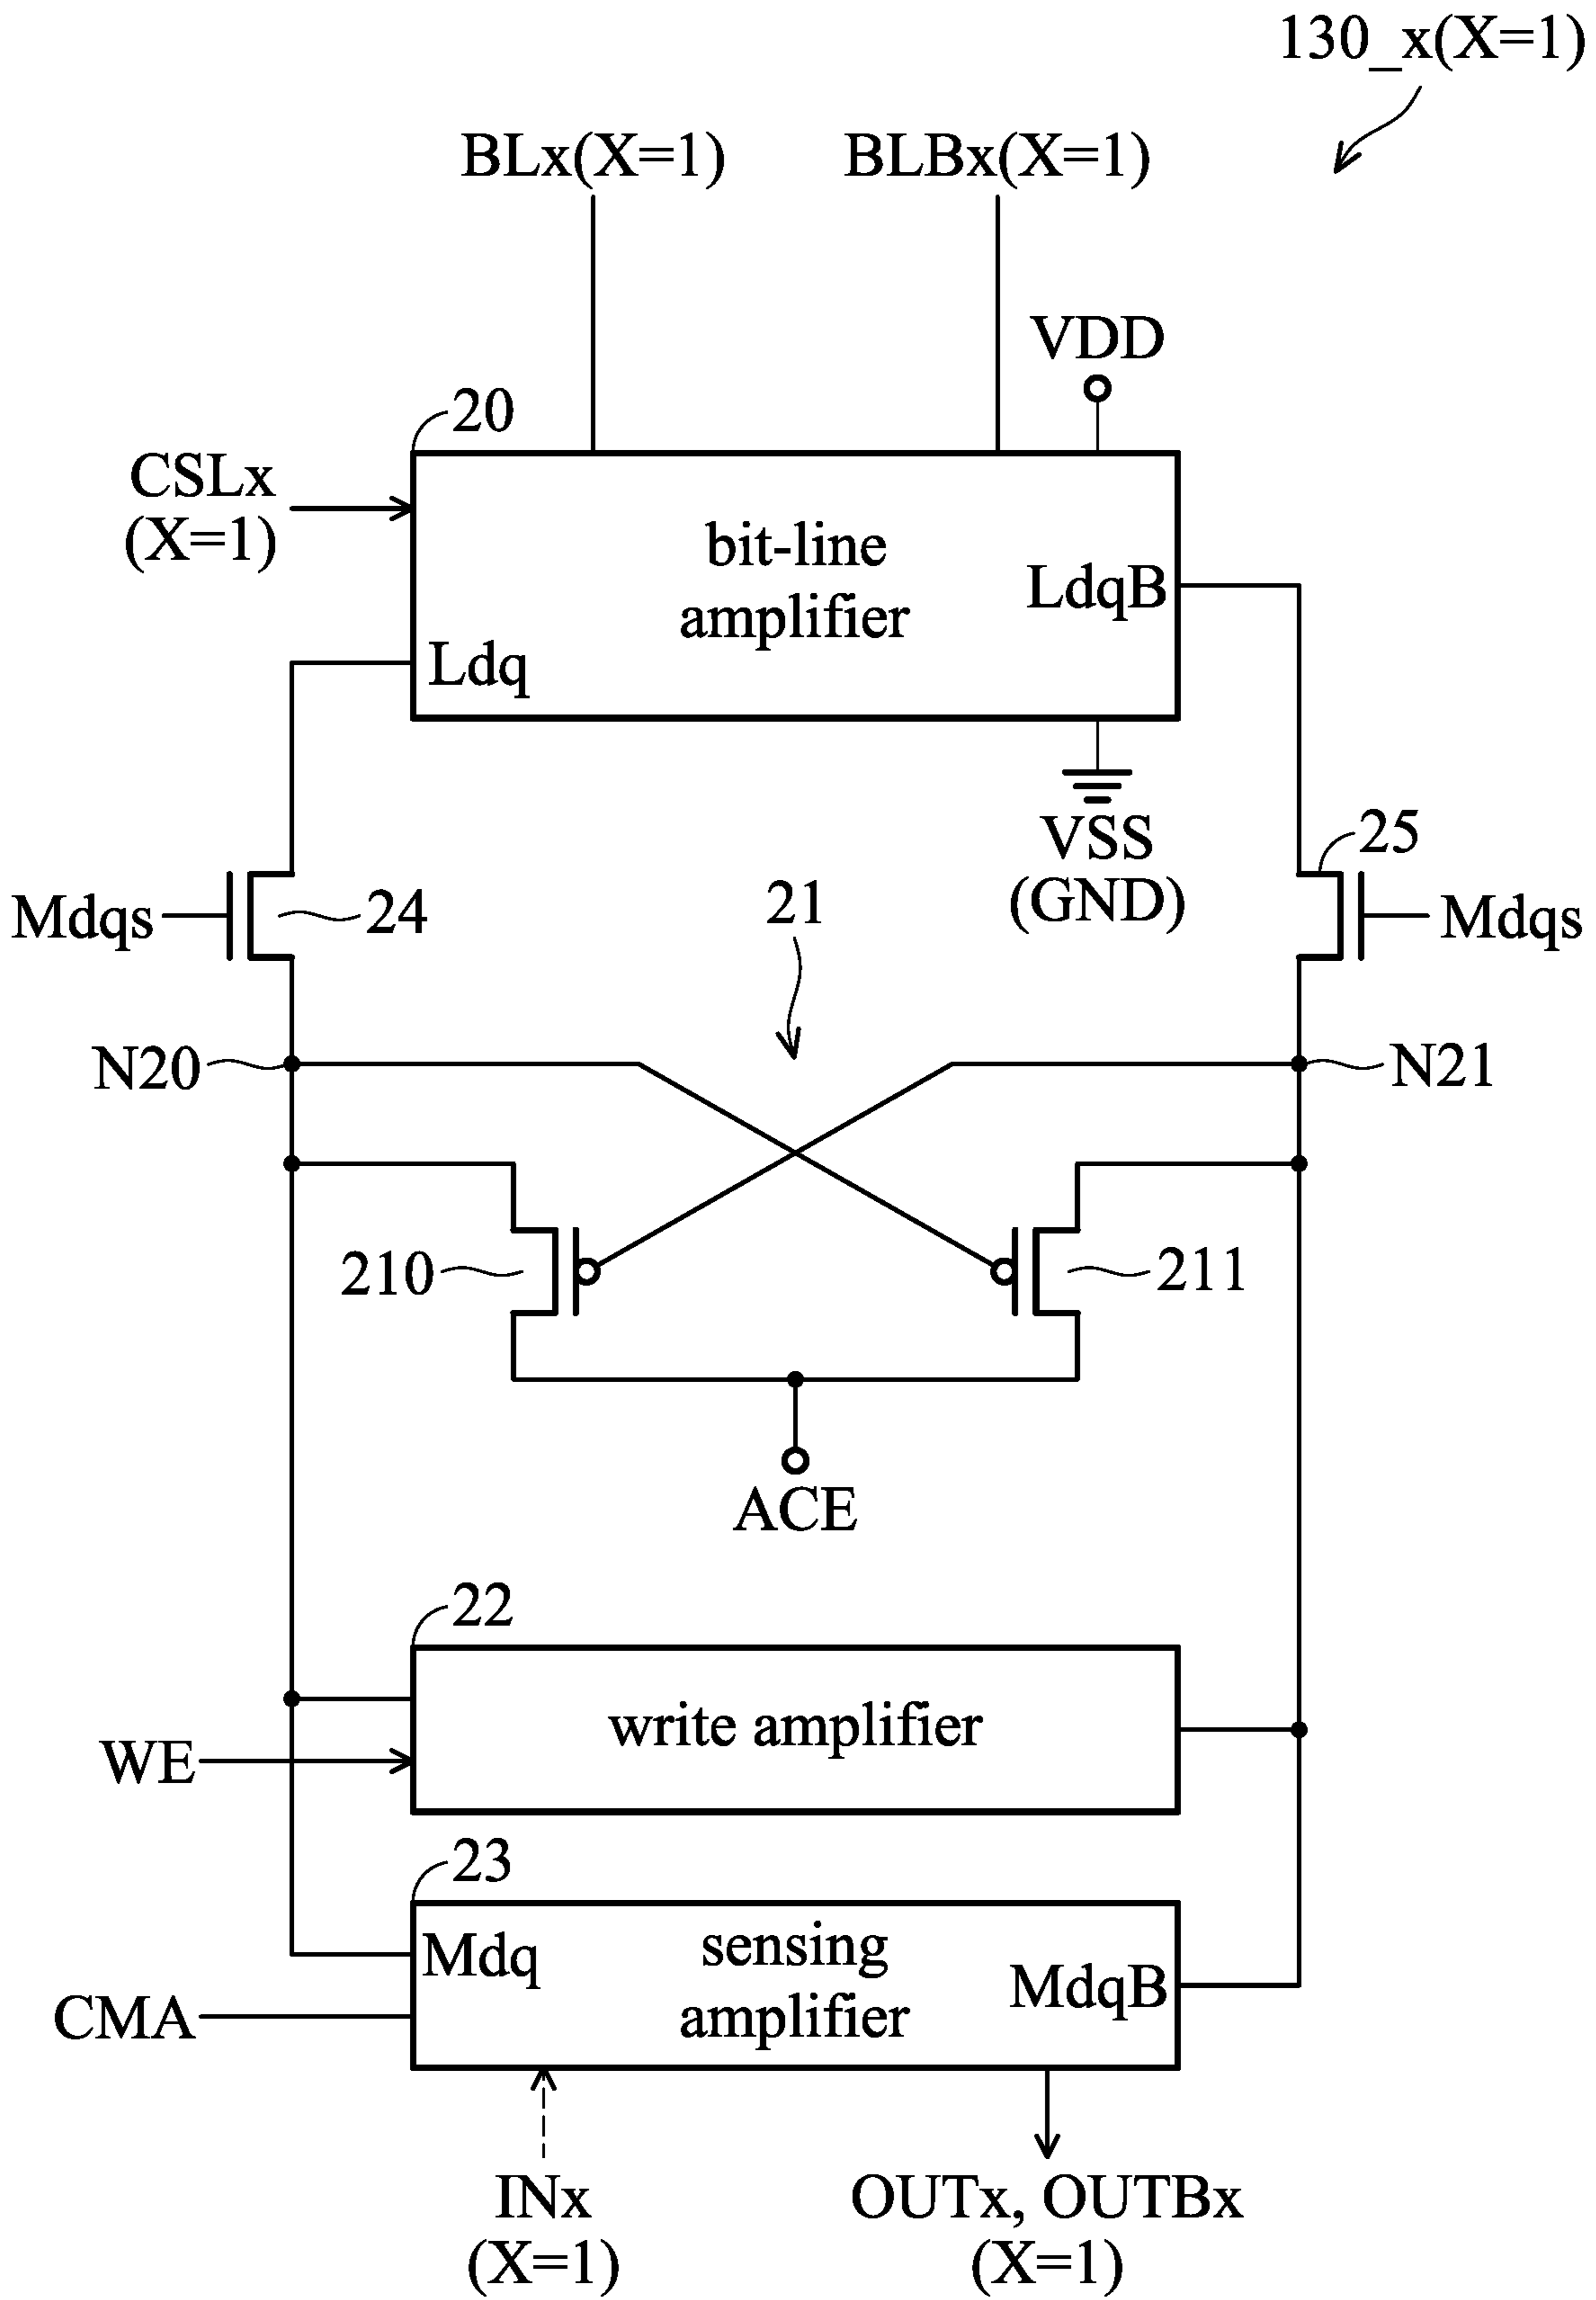 130_x(X=1)
BLx(X=1)
BLBx(X=1)
VDD
20
CSLx
(X=1)
bit-line
amplifier
LdqB
Ldq
VSS
(GND)
25
Mdqs
24
21
Mdqs
N20
N21
210
211
ACE
22
write amplifier
WE
23
Mdq
sensing
amplifier
MdqB
CMA
INx
(X=1)
OUTx, OUTBx
(X=1)